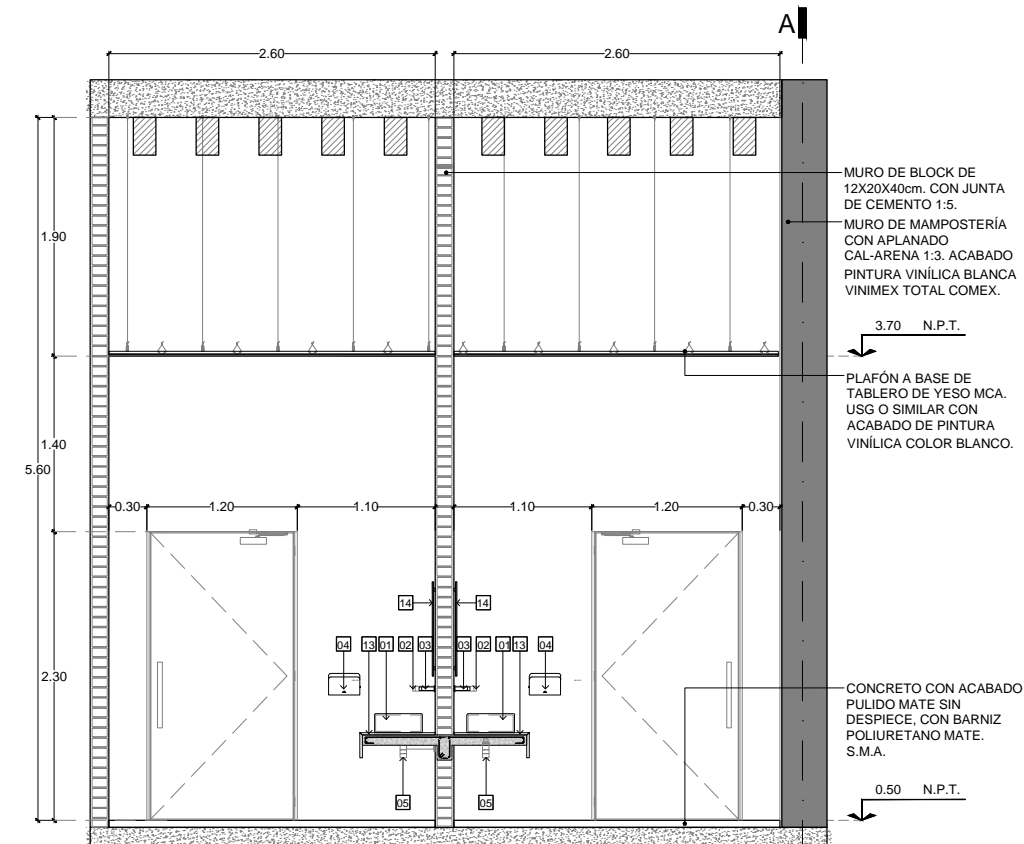 A
2.60 2.60
MURO DE BLOCK DE
12X20X40cm. CON JUNTA
DE CEMENTO 1:5.
MURO DE MAMPOSTERÍA
CON APLANADO
CAL-ARENA 1:3. ACABADO
PINTURA VINÍLICA BLANCA
VINIMEX TOTAL COMEX.
1.90
3.70 N.P.T.
PLAFÓN A BASE DE
TABLERO DE YESO MCA.
USG O SIMILAR CON
ACABADO DE PINTURA
VINÍLICA COLOR BLANCO.
1.40
5.60
0.30 1.20 1.10 1.10 1.20 0.30
14 14
04 13 01 02 03 03 02 01 13 04
2.30
CONCRETO CON ACABADO
PULIDO MATE SIN
DESPIECE, CON BARNIZ
POLIURETANO MATE.
S.M.A.
05 05
0.50 N.P.T.